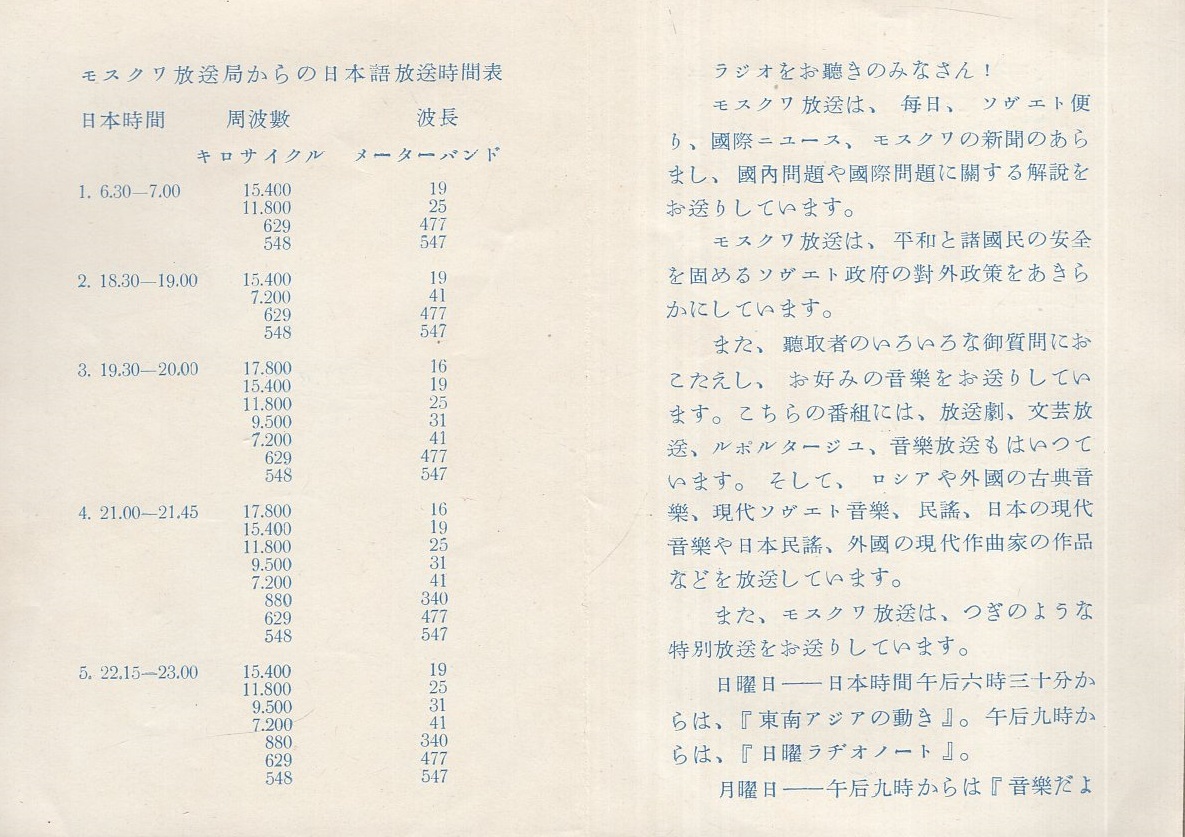 モスクワ放送局からの日本語放送時間表
日本時間 周波數 波長
キロサイクル メーターバンド
1. 6.30—7.00 15.400 19
11.800 25
629 477
548 547
2. 18.30—19.00 15.400 19
7.200 41
629 477
548 547
3. 19.30—20.00 17.800 16
15.400 19
11.800 25
9.500 31
7.200 41
629 477
548 547
4. 21.00—21.45 17.800 16
15.400 19
11.800 25
9.500 31
7.200 41
880 340
629 477
548 547
5. 22.15—23.00 15.400 19
11.800 25
9.500 31
7.200 41
880 340
629 477
548 547
ラジオをお聽きのみなさん！
モスクワ放送は、毎日、ソヴエト便
り、國際ニユース、モスクワの新聞のあら
まし、國內問題や國際問題に關する解說を
お送りしています。
モスクワ放送は、平和と諸國民の安全
を固めるソヴエト政府の對外政策をあきら
かにしています。
また、聽取者のいろいろな御質問にお
こたえし、お好みの音樂をお送りしてい
ます。こちらの番組には、放送劇、文芸放
送、ルポルタージユ、音樂放送もはいつて
います。そして、ロシアや外國の古典音
樂、現代ソヴエト音樂、民謠、日本の現代
音樂や日本民謠、外國の現代作曲家の作品
などを放送しています。
また、モスクワ放送は、つぎのような
特別放送をお送りしています。
日曜日——日本時間午后六時三十分か
らは、『東南アジアの動き』。午后九時か
らは、『日曜ラヂオノート』。
月曜日——午后九時からは『音樂だよ